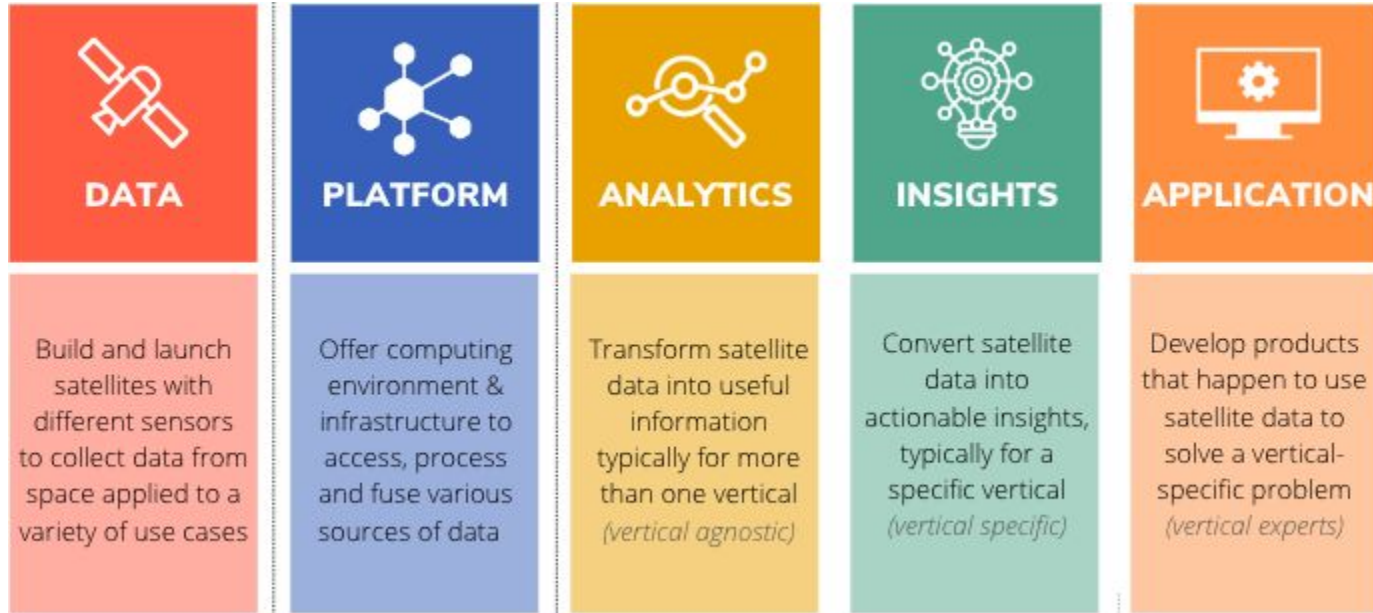 DATA
Build and launch
satellites with
different sensors
to collect data from
space applied to a
variety of use cases
PLATFORM
Offer computing
environment &
infrastructure to
access, process
and fuse various
sources of data
ANALYTICS
Transform satellite
data into useful
information
typically for more
than one vertical
(vertical agnostic)
INSIGHTS
Convert satellite
data into
actionable insights,
typically for a
specific vertical
(vertical specific)
APPLICATION
Develop products
that happen to use
satellite data to
solve a vertical-
specific problem
(vertical experts)